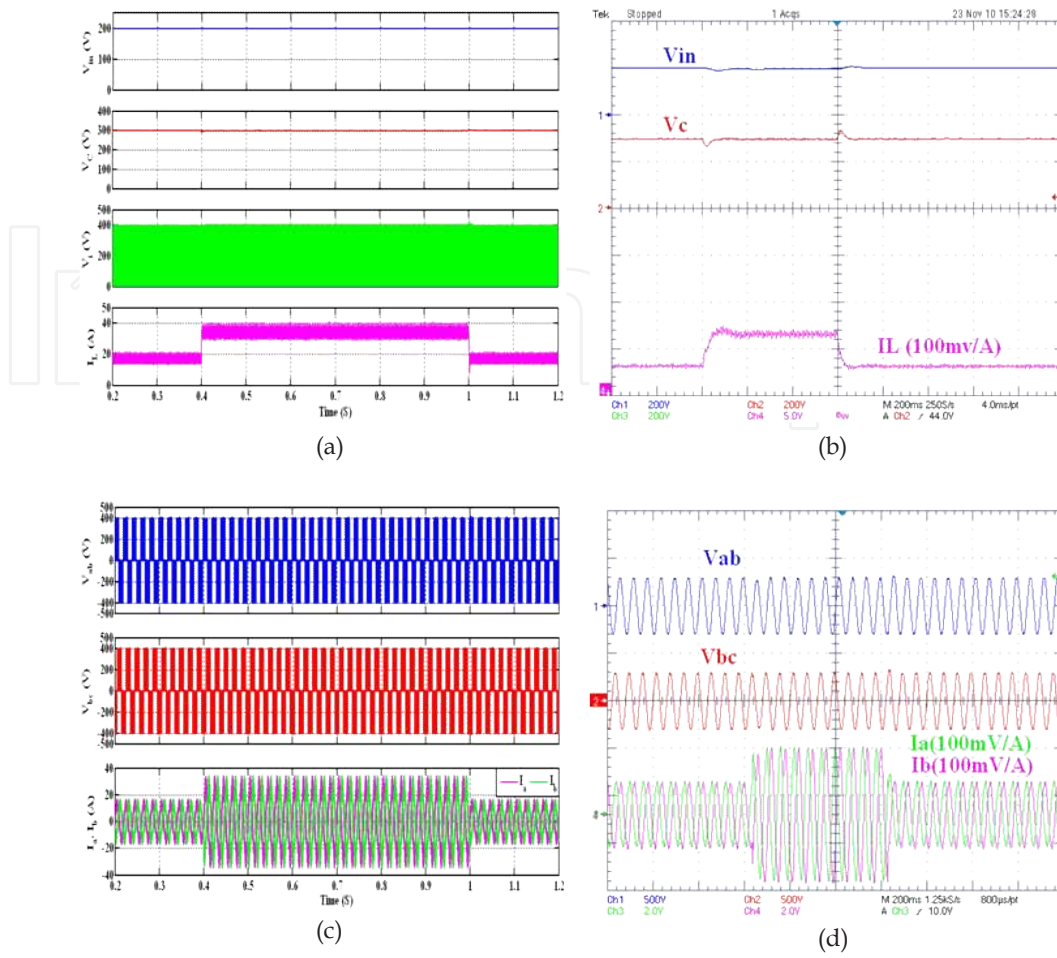 200
V_in (V)
100
0
400
300
V_C (V)
200
100
0
500
400
V_i (V)
200
0
50
40
I_L (A)
20
0
0.2 0.3 0.4 0.5 0.6 0.7 0.8 0.9 1 1.1 1.2
Time (S)
(a)
Tek Stopped 1 Acqs 23 Nov 10 15:24:28
Vin
1
Vc
2
IL (100mv/A)
Ch1 200V Ch2 200V M 200ms 250S/s 4.0ms/pt
Ch3 200V Ch4 5.0V A Ch2 / 44.0V
(b)
500
400
200
V_ab (V)
0
-200
-400
-500
500
400
200
V_bc (V)
0
-200
-400
-500
40
20
I_a, I_b (A)
0
-20
-40
I_a I_b
0.2 0.3 0.4 0.5 0.6 0.7 0.8 0.9 1 1.1 1.2
Time (S)
(c)
Vab
1
Vbc
2
Ia(100mV/A)
Ib(100mV/A)
Ch1 500V Ch2 500V M 200ms 1.25kS/s 800µs/pt
Ch3 2.0V Ch4 2.0V A Ch3 / 10.0V
(d)